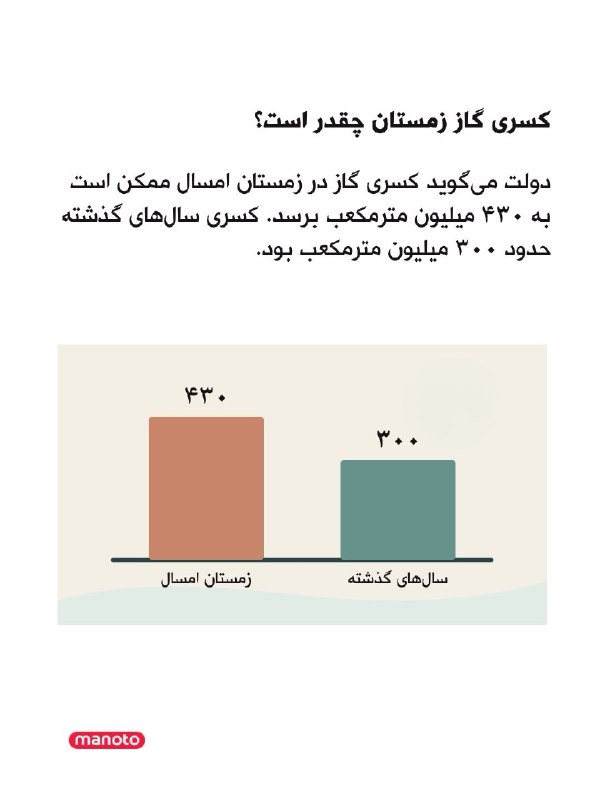 کسری گاز زمستان چقدر است؟
دولت می‌گوید کسری گاز در زمستان امسال ممکن است
به ۴۳۰ میلیون مترمکعب برسد. کسری سال‌های گذشته
حدود ۳۰۰ میلیون مترمکعب بود.
۴۳۰
۳۰۰
سال‌های گذشته
زمستان امسال
manoto